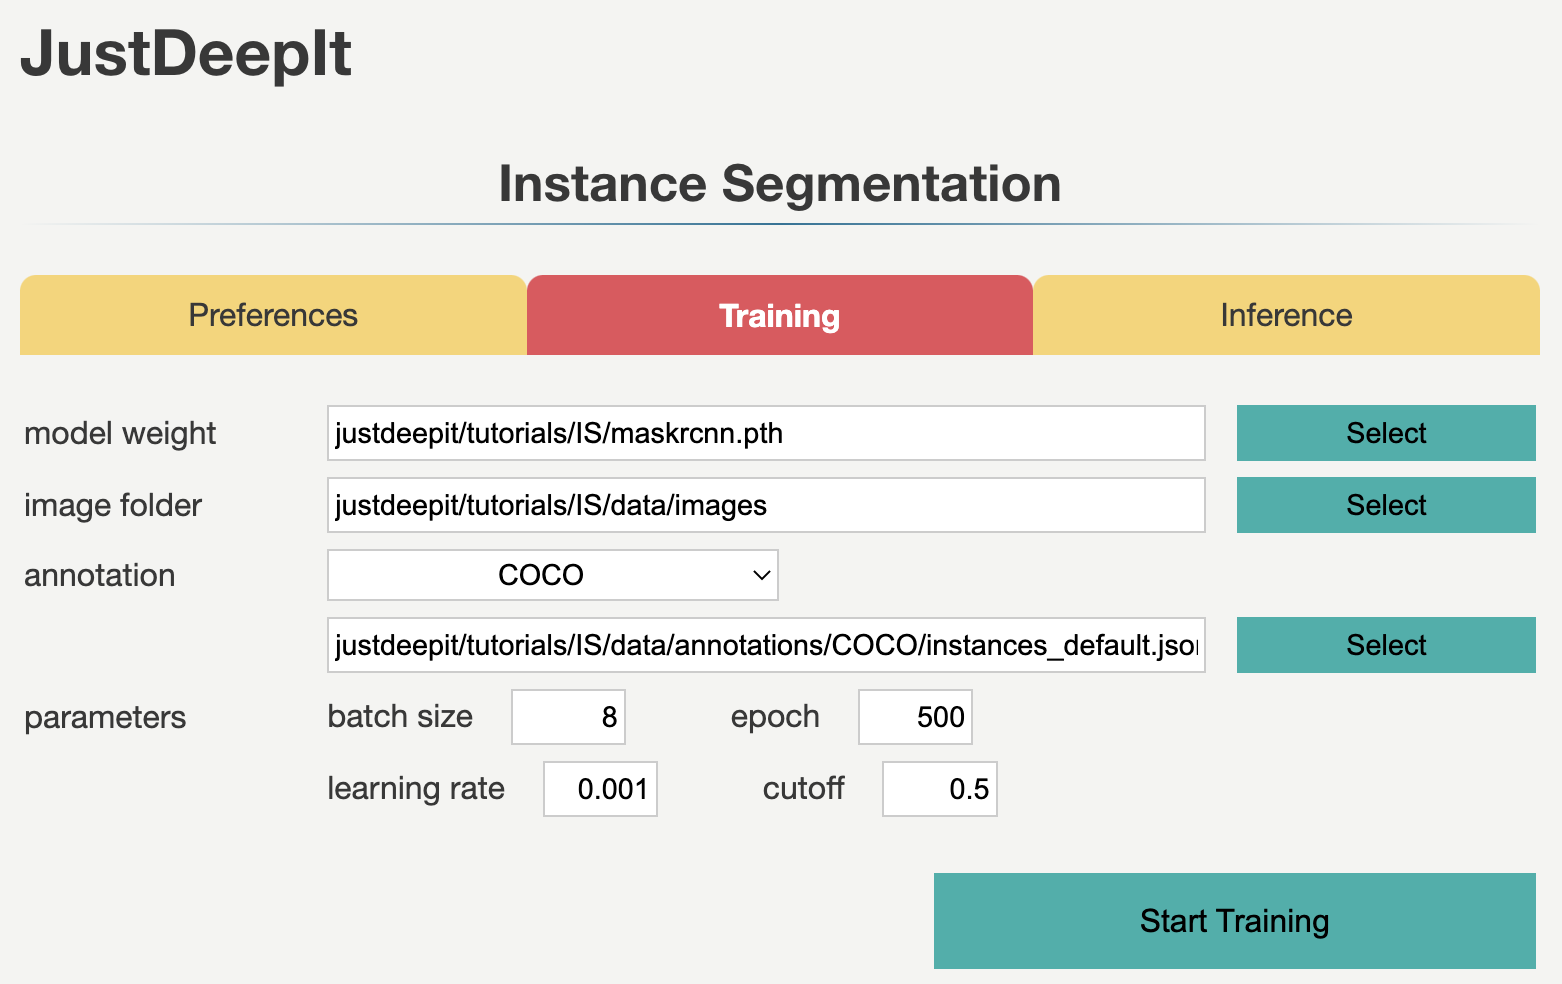 JustDeepIt
Instance Segmentation
Preferences Training Inference
model weight justdeepit/tutorials/IS/maskrcnn.pth Select
image folder justdeepit/tutorials/IS/data/images Select
annotation COCO
justdeepit/tutorials/IS/data/annotations/COCO/instances_default.jso Select
parameters batch size 8 epoch 500
learning rate 0.001 cutoff 0.5
Start Training